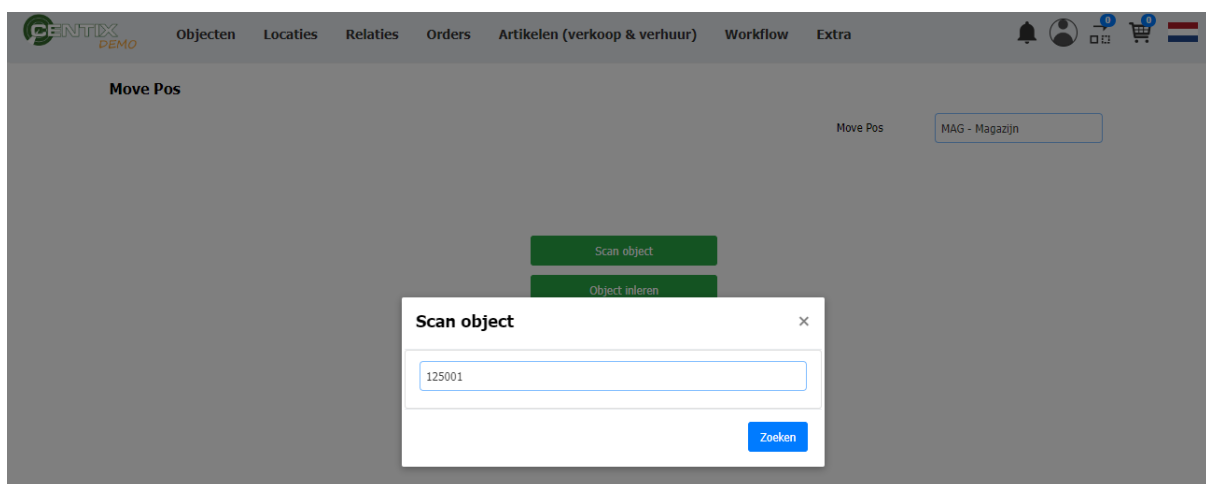 CENTIX
DEMO
Objecten Locaties Relaties Orders Artikelen (verkoop & verhuur) Workflow Extra
0 0
Move Pos
Move Pos MAG - Magazijn
Scan object
Object inleren
Scan object ×
125001
Zoeken